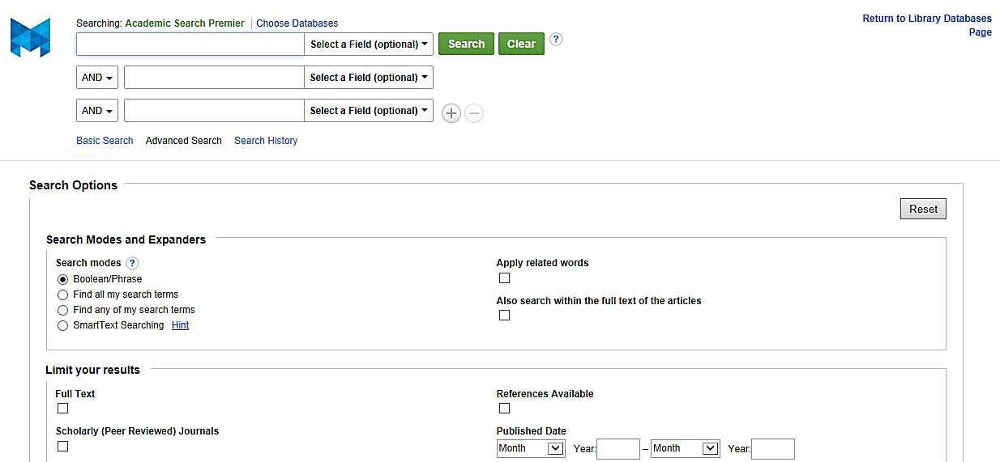 Searching: Academic Search Premier Choose Databases
Return to Library Databases
Page
Select a Field (optional) Search Clear ?
AND Select a Field (optional)
AND Select a Field (optional)
Basic Search Advanced Search Search History
Search Options
Reset
Search Modes and Expanders
Search modes ?
Boolean/Phrase
Find all my search terms
Find any of my search terms
SmartText Searching Hint
Apply related words
Also search within the full text of the articles
Limit your results
Full Text
Scholarly (Peer Reviewed) Journals
References Available
Published Date
Month Year: – Month Year: